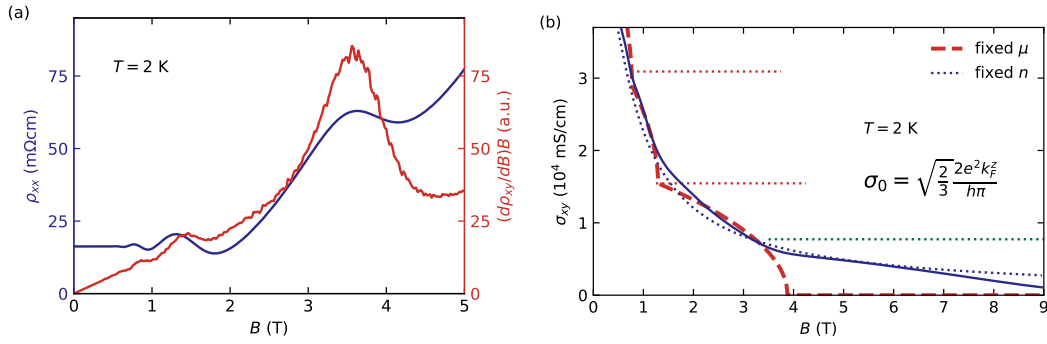 (a)
T = 2 K
ρxx (mΩcm)
75
50
25
0
0 1 2 3 4 5
B (T)
75
50
25
0
(dρxy/dB)B (a.u.)
(b)
fixed μ
fixed n
T = 2 K
σ₀ = √(2/3) 2e²kFᶻ/hπ
σxy (10⁴ mS/cm)
3
2
1
0
0 1 2 3 4 5 6 7 8 9
B (T)